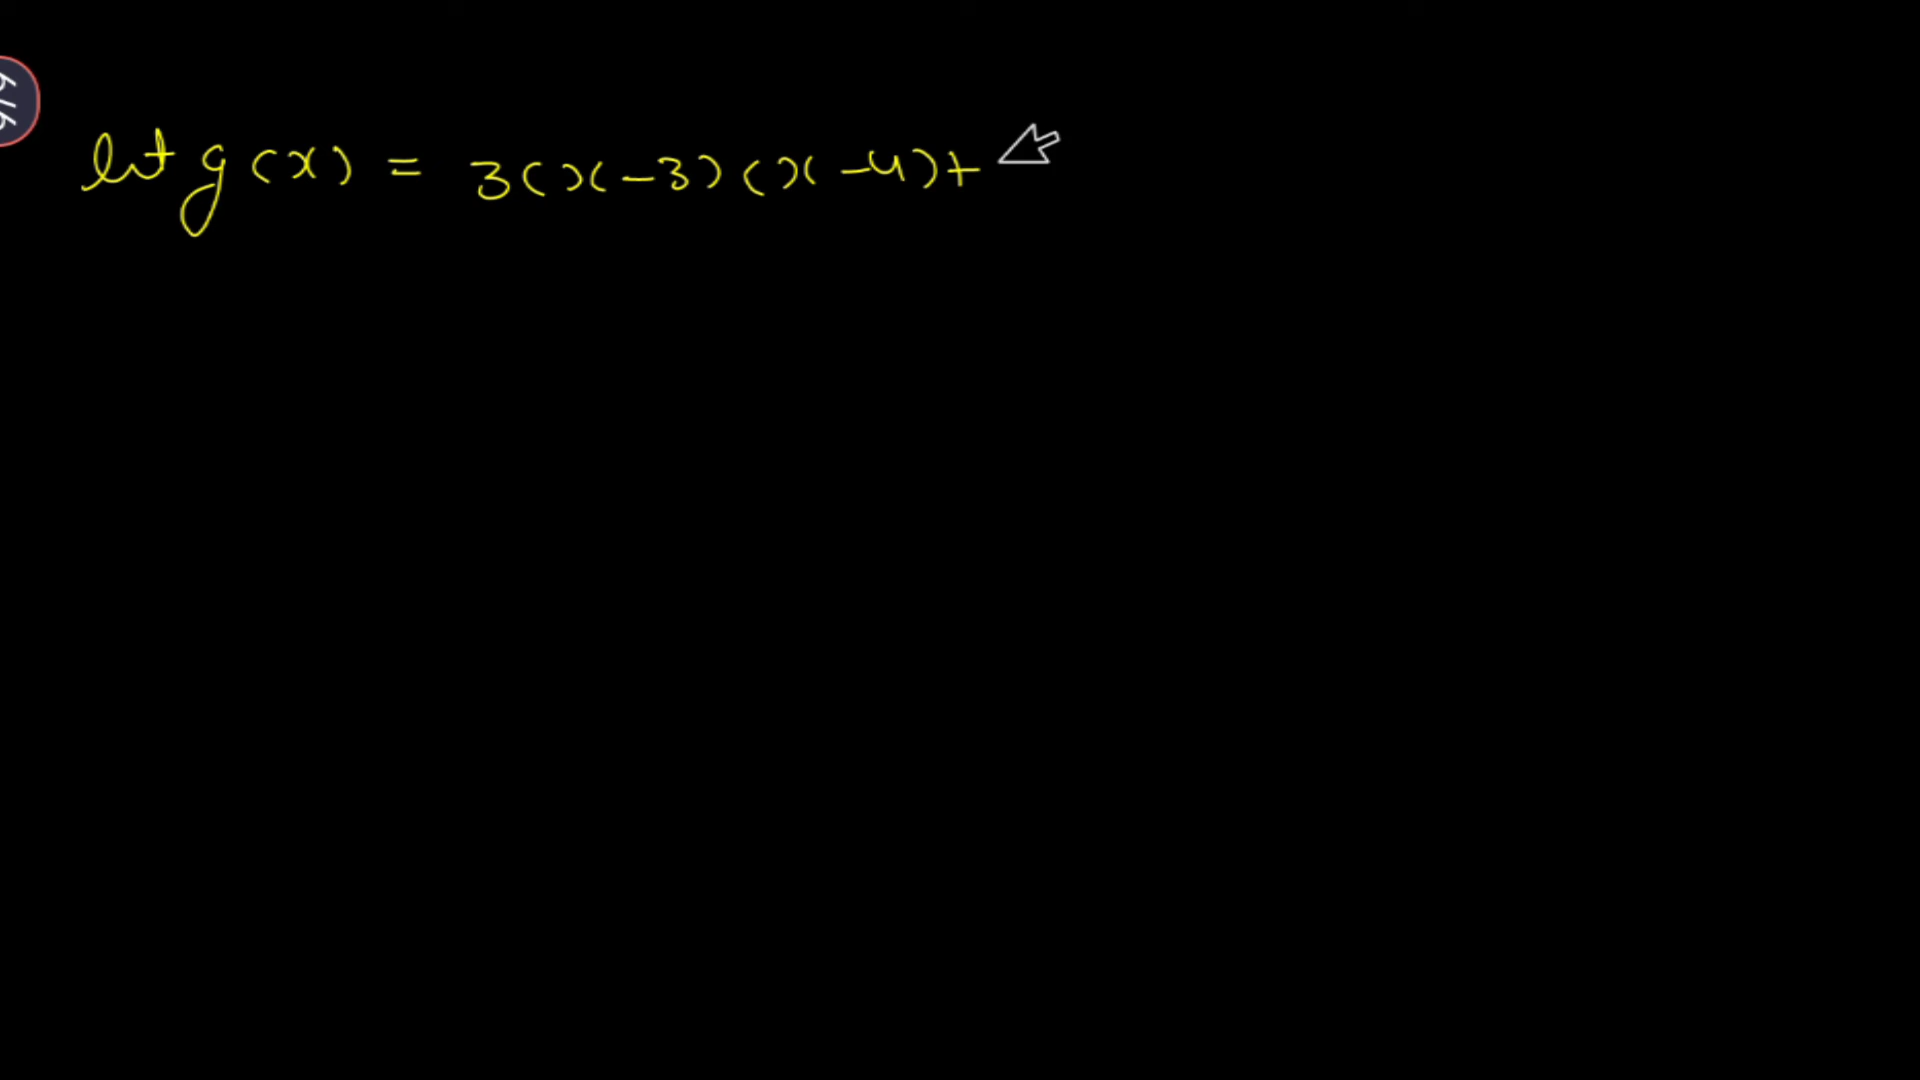 let g(x) = 3(x-3)(x-4)+